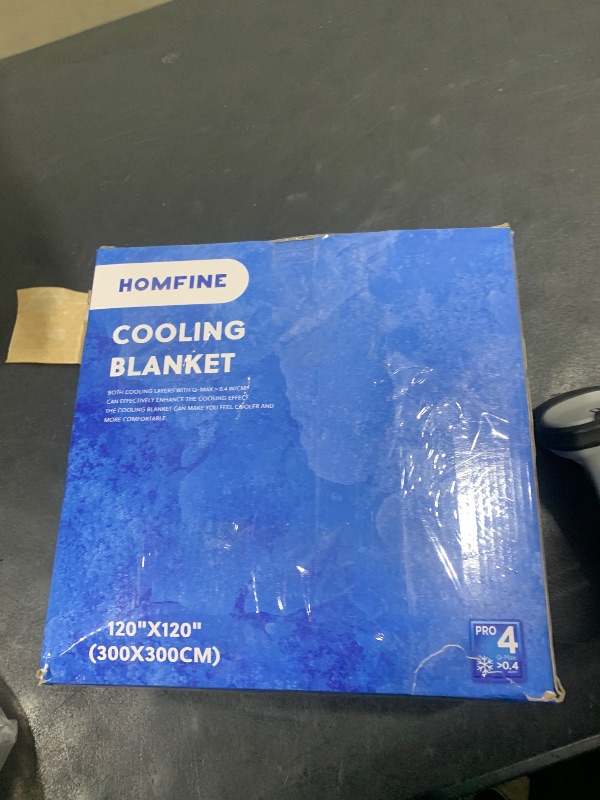 HOMFINE
COOLING
BLANKET
BOTH COOLING LAYERS WITH Q-MAX > 0.4 W/CM²
CAN EFFECTIVELY ENHANCE THE COOLING EFFECT
THE COOLING BLANKET CAN MAKE YOU FEEL COOLER AND
MORE COMFORTABLE.
120"X120"
(300X300CM)
PRO 4
Q-Max
>0.4